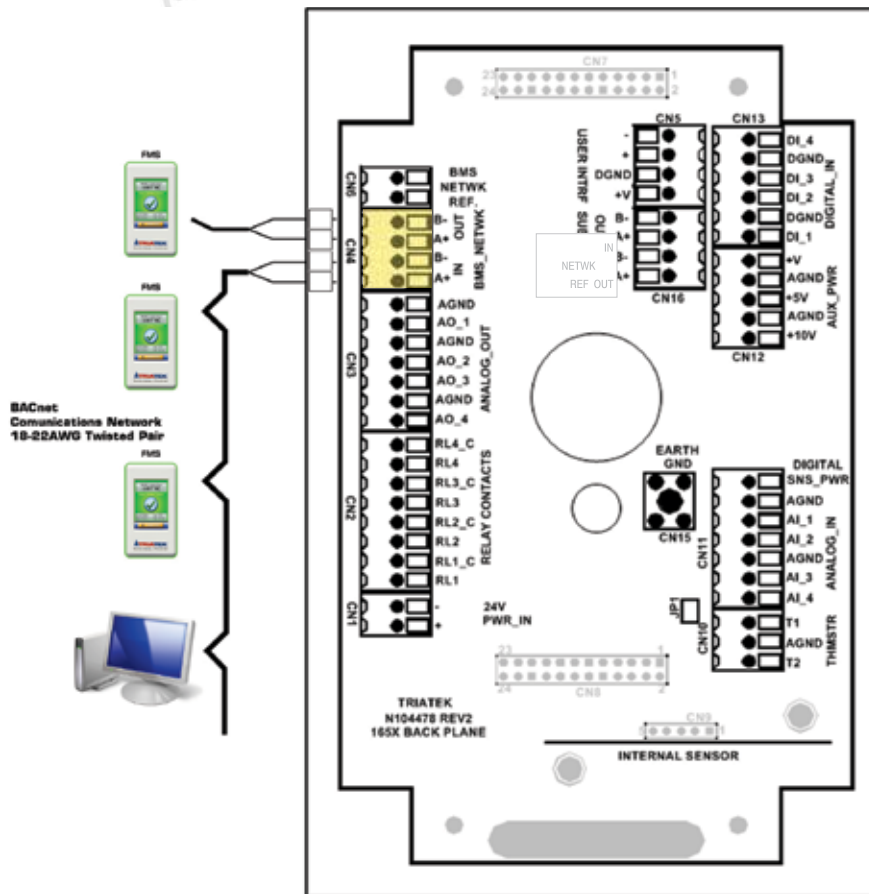 FMS
FMS
BACnet
Comunications Network
18-22AWG Twisted Pair
FMS
CN7
23
1
24
2
CN6
BMS
NETWK
REF.
CN4
B-
A+
OUT
B-
A+
IN
BMS_NETWK
CN3
AGND
AO_1
AGND
AO_2
AO_3
AGND
AO_4
ANALOG_OUT
CN2
RL4_C
RL4
RL3_C
RL3
RL2_C
RL2
RL1_C
RL1
RELAY CONTACTS
CN1
-
+
24V
PWR_IN
CN5
USER INTRF
-
+
DGND
+V
B-
A+
B-
A+
CN16
IN
NETWK
REF OUT
CN13
DI_4
DGND
DI_3
DI_2
DGND
DI_1
DIGITAL_IN
+V
AGND
+5V
AGND
+10V
AUX_PWR
CN12
EARTH
GND
CN15
DIGITAL
SNS_PWR
AGND
AI_1
AI_2
AGND
AI_3
AI_4
CN11
ANALOG_IN
JP1
CN10
T1
AGND
T2
THMSTR
23
1
24
2
CN8
TRIATEK
N104478 REV2
165X BACK PLANE
CN9
1
INTERNAL SENSOR